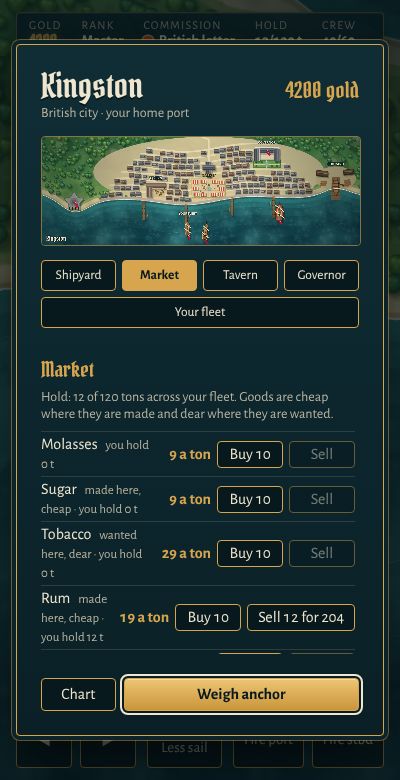 GOLD RANK COMMISSION HOLD CREW
Kingston
4200 gold
British city · your home port
Kingston
Shipyard Market Tavern Governor
Your fleet
Market
Hold: 12 of 120 tons across your fleet. Goods are cheap
where they are made and dear where they are wanted.
Molasses you hold
0 t
9 a ton Buy 10 Sell
Sugar made here,
cheap · you hold 0 t
9 a ton Buy 10 Sell
Tobacco wanted
here, dear · you hold
0 t
29 a ton Buy 10 Sell
Rum made
here, cheap ·
you hold 12 t
19 a ton Buy 10 Sell 12 for 204
Chart Weigh anchor
Less sail